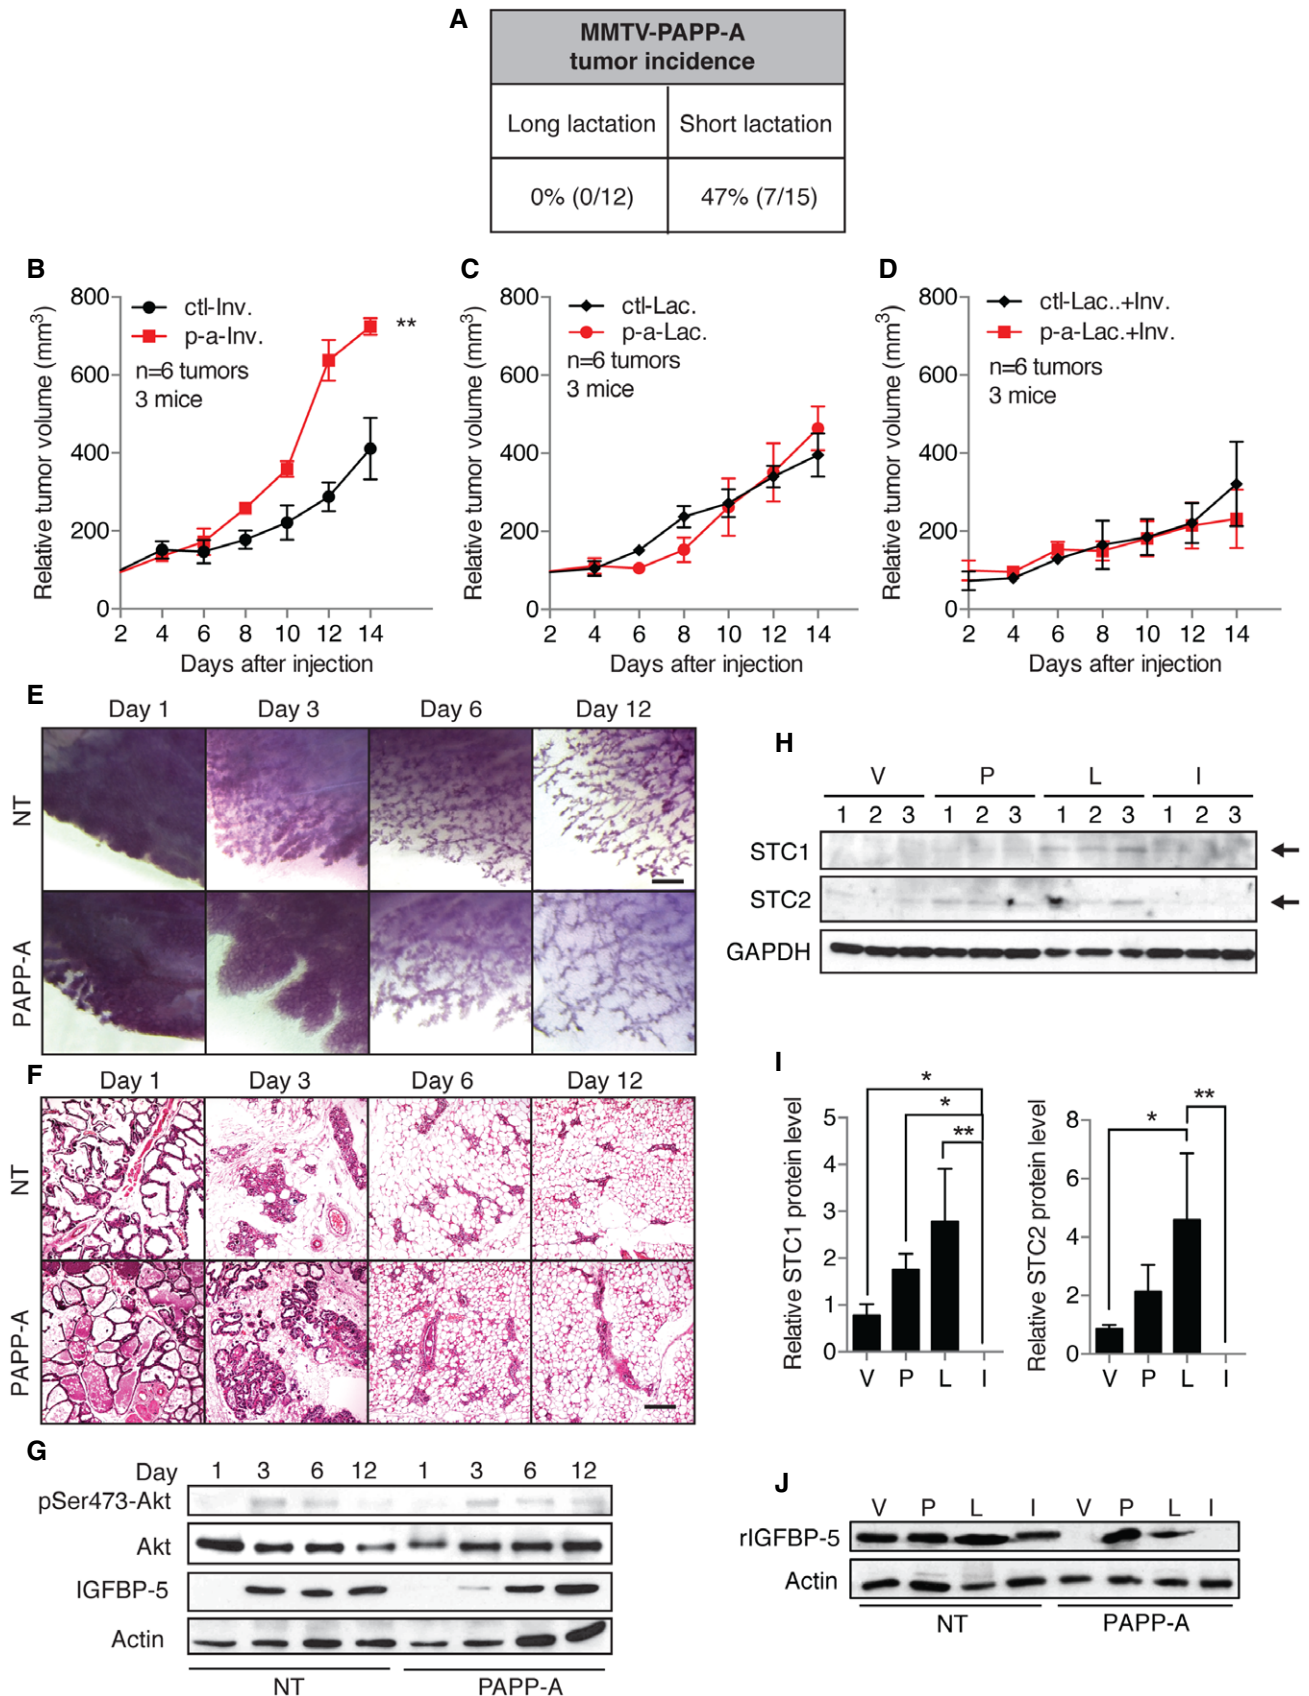 A
MMTV-PAPP-A
tumor incidence
Long lactation
Short lactation
0% (0/12)
47% (7/15)
B
Relative tumor volume (mm³)
800
600
400
200
0
ctl-Inv.
p-a-Inv.
n=6 tumors
3 mice
**
2 4 6 8 10 12 14
Days after injection
C
Relative tumor volume (mm³)
800
600
400
200
0
ctl-Lac.
p-a-Lac.
n=6 tumors
3 mice
2 4 6 8 10 12 14
Days after injection
D
Relative tumor volume (mm³)
800
600
400
200
0
ctl-Lac..+Inv.
p-a-Lac.+Inv.
n=6 tumors
3 mice
2 4 6 8 10 12 14
Days after injection
E
Day 1 Day 3 Day 6 Day 12
NT
PAPP-A
F
Day 1 Day 3 Day 6 Day 12
NT
PAPP-A
G
Day 1 3 6 12 1 3 6 12
pSer473-Akt
Akt
IGFBP-5
Actin
NT PAPP-A
H
V P L I
1 2 3 1 2 3 1 2 3 1 2 3
STC1
STC2
GAPDH
I
Relative STC1 protein level
5
4
3
2
1
0
*
*
**
V P L I
Relative STC2 protein level
8
6
4
2
0
*
**
V P L I
J
V P L I V P L I
rIGFBP-5
Actin
NT PAPP-A